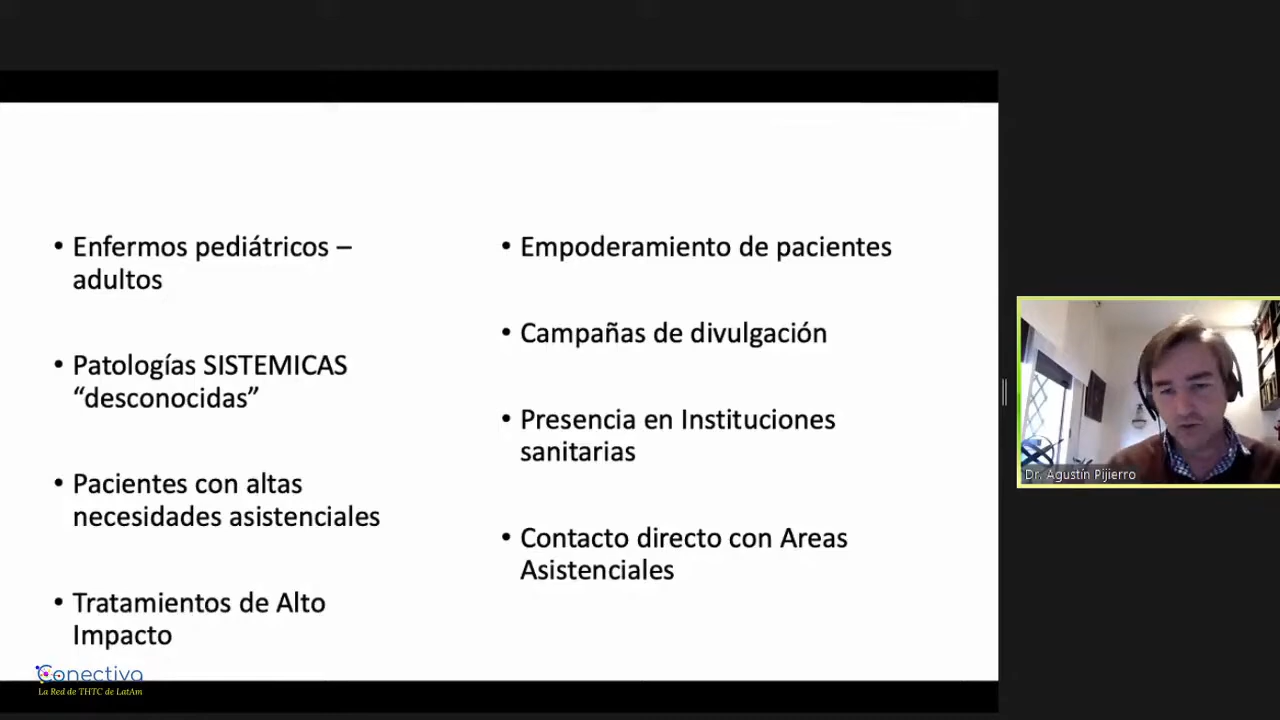 • Enfermos pediátricos –
adultos
• Patologías SISTEMICAS
“desconocidas”
• Pacientes con altas
necesidades asistenciales
• Tratamientos de Alto
Impacto
• Empoderamiento de pacientes
• Campañas de divulgación
• Presencia en Instituciones
sanitarias
• Contacto directo con Areas
Asistenciales
Dr. Agustín Pijierro
Conectiva
La Red de THTC de LatAm